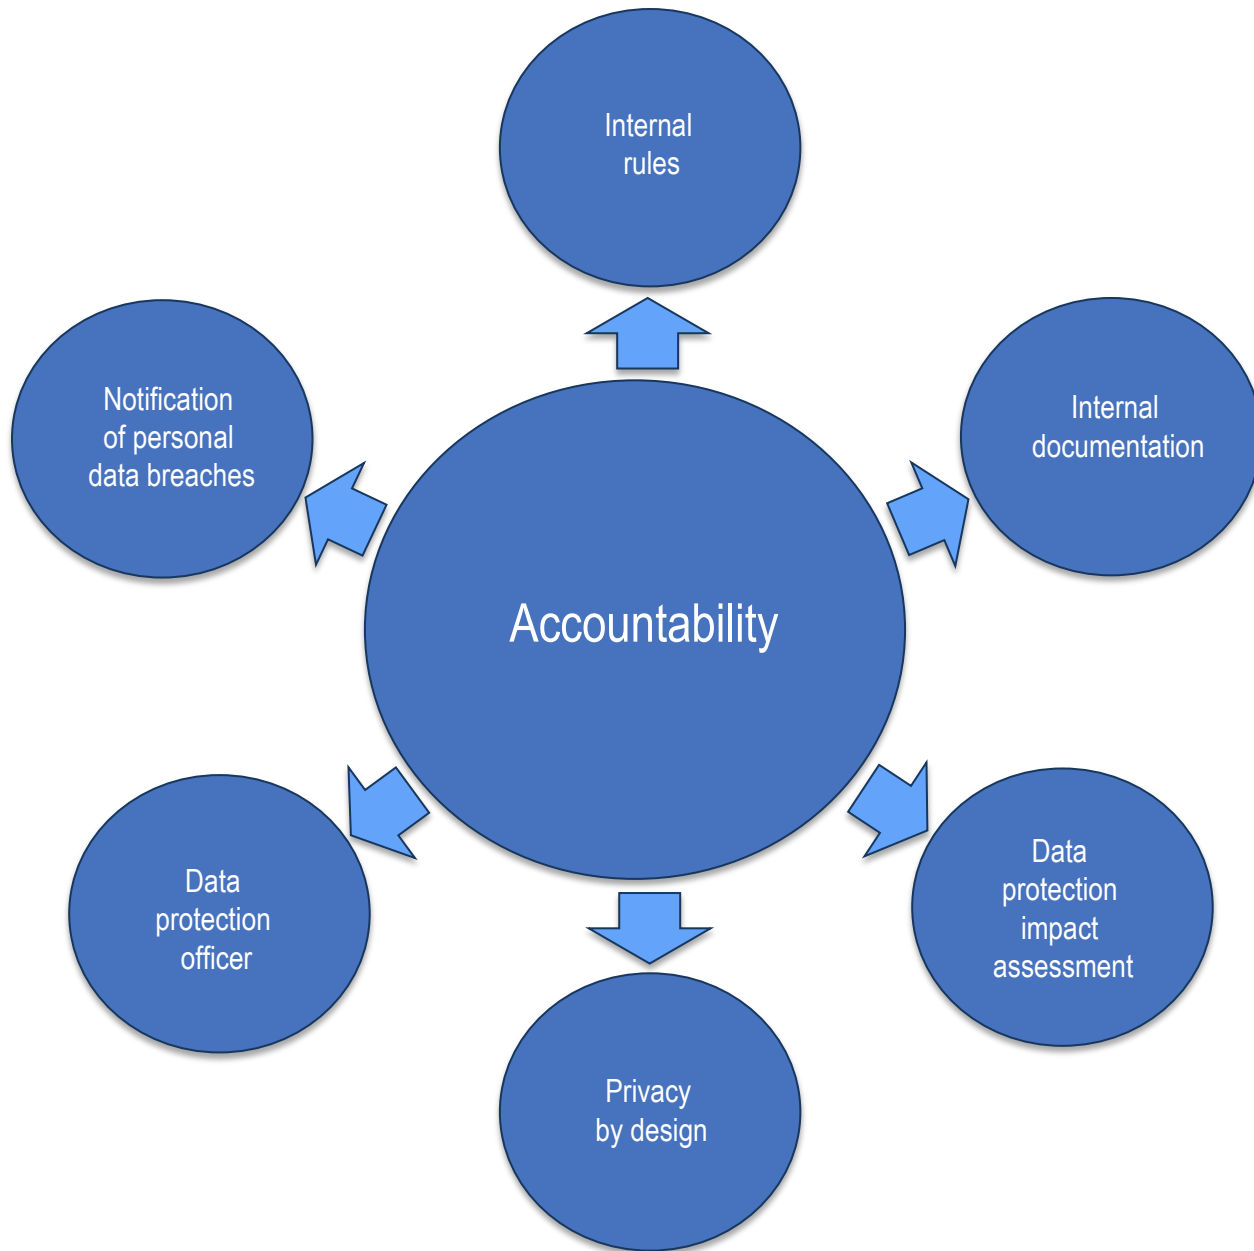 Internal
rules
Notification
of personal
data breaches
Internal
documentation
Accountability
Data
protection
officer
Data
protection
impact
assessment
Privacy
by design